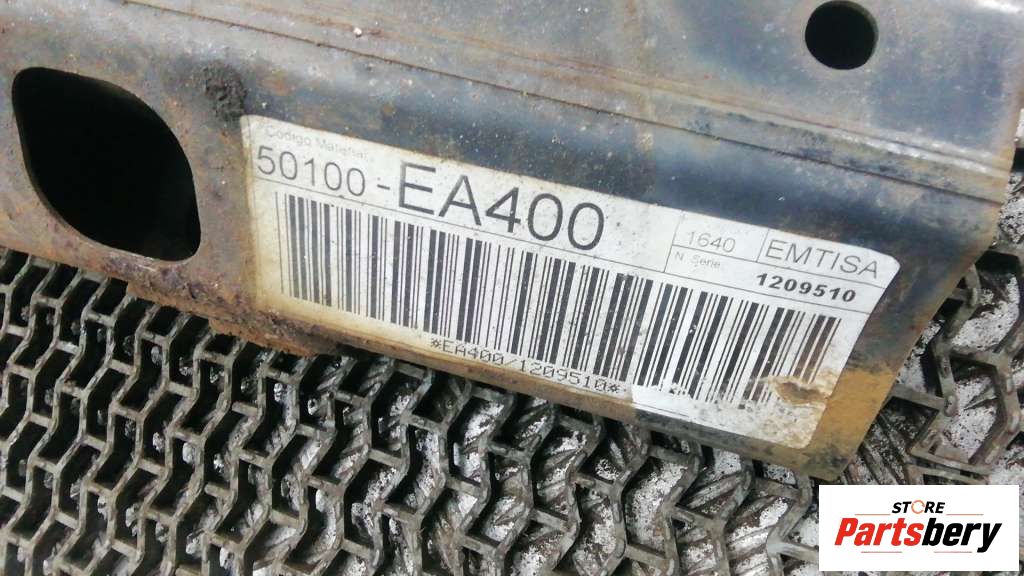 Código Material
50100-EA400
1640
EMTISA
N. Serie
1209510
*EA400/1209510*
STORE
Partsbery